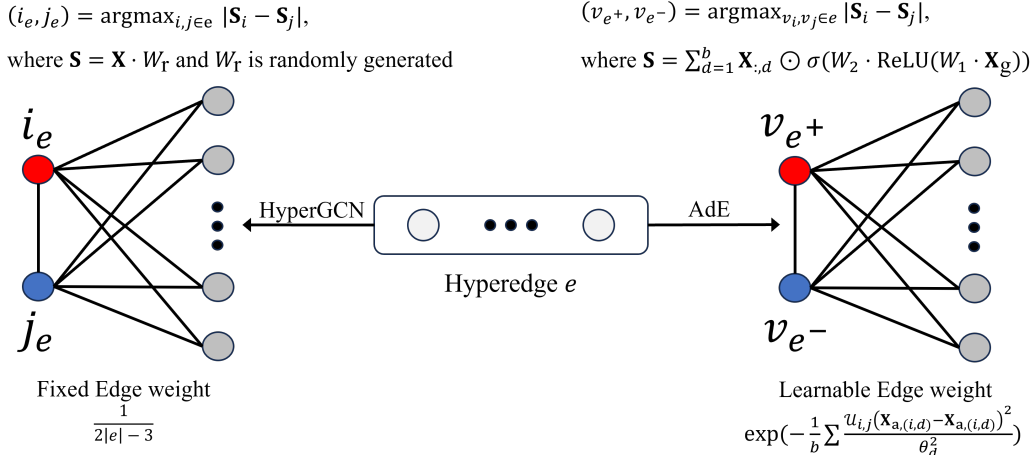 (i_e, j_e) = argmax_{i,j∈e} |S_i − S_j|,
where S = X · W_r and W_r is randomly generated
(v_{e⁺}, v_{e⁻}) = argmax_{v_i,v_j∈e} |S_i − S_j|,
where S = ∑_{d=1}^{b} X_{:,d} ⊙ σ(W_2 · ReLU(W_1 · X_g))
i_e
j_e
Fixed Edge weight
1 / (2|e| − 3)
HyperGCN
Hyperedge e
AdE
v_{e⁺}
v_{e⁻}
Learnable Edge weight
exp(−(1/b) ∑ (𝒰_{i,j}(X_{a,(i,d)}−X_{a,(i,d)})²) / θ_d²)